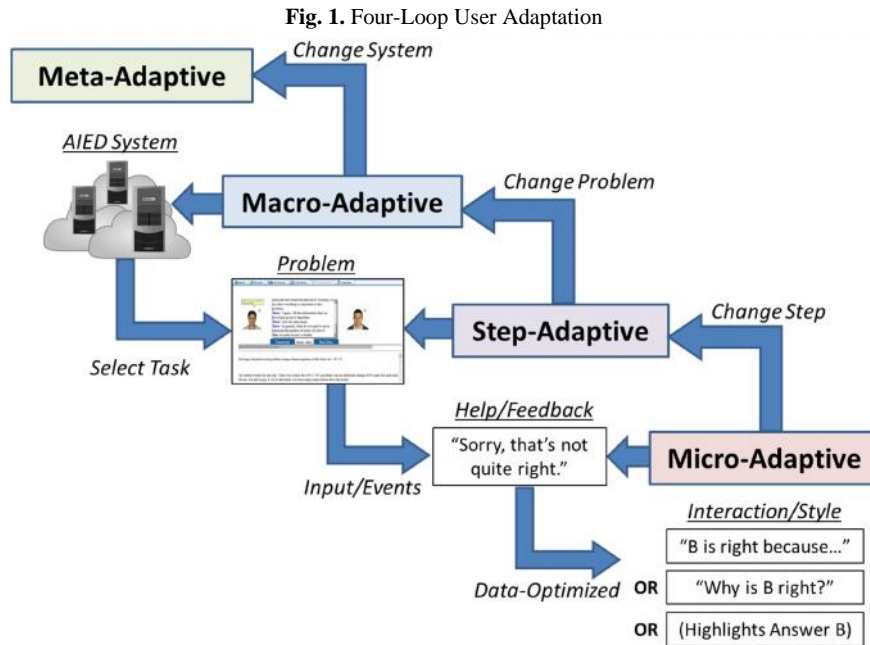 Fig. 1. Four-Loop User Adaptation
Change System
Meta-Adaptive
AIED System
Change Problem
Macro-Adaptive
Problem
Change Step
Step-Adaptive
Select Task
Help/Feedback
"Sorry, that's not
quite right."
Micro-Adaptive
Input/Events
Interaction/Style
"B is right because…"
Data-Optimized
OR "Why is B right?"
OR (Highlights Answer B)